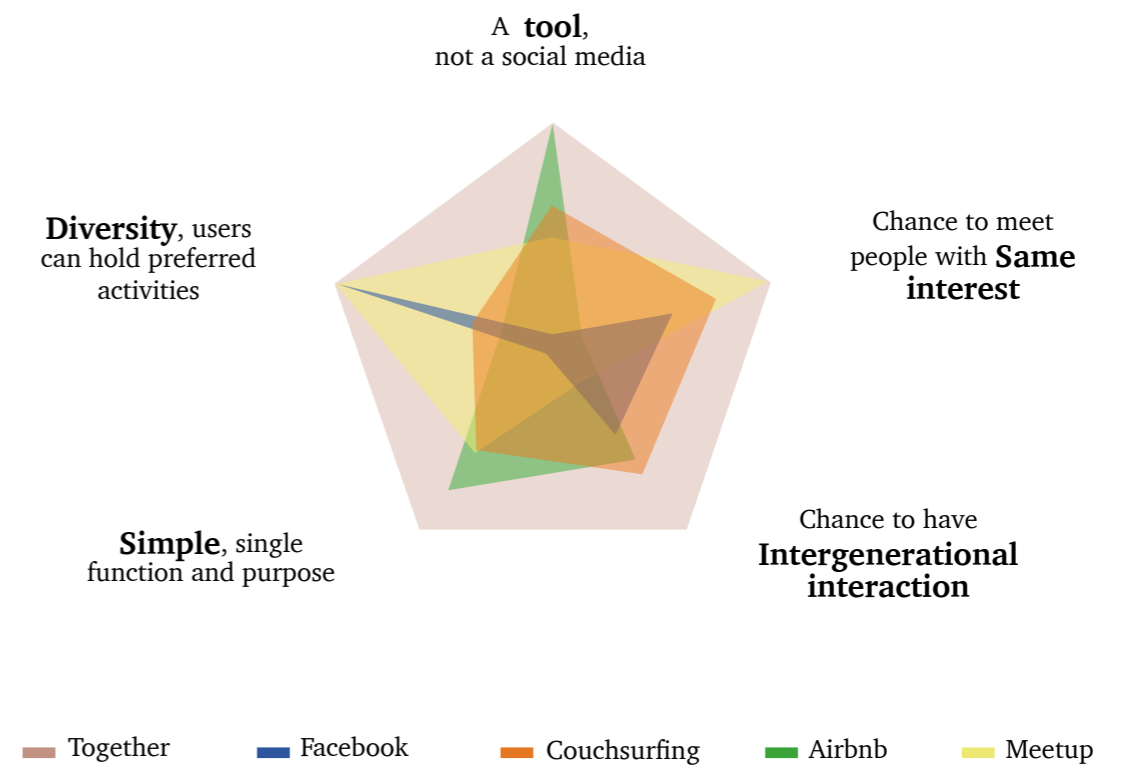 A tool,
not a social media
Diversity, users
can hold preferred
activities
Chance to meet
people with Same
interest
Simple, single
function and purpose
Chance to have
Intergenerational
interaction
Together
Facebook
Couchsurfing
Airbnb
Meetup